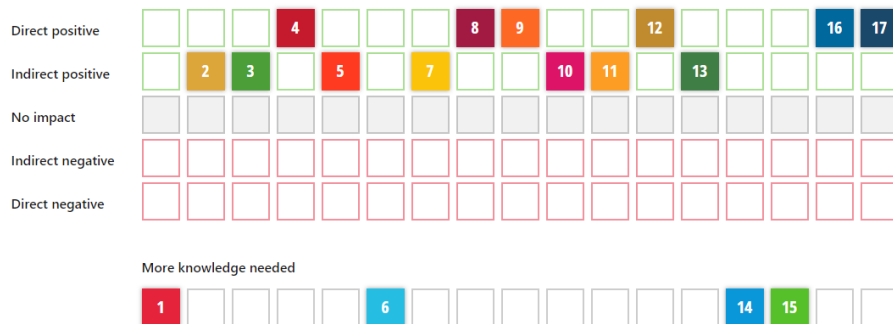 Direct positive 4 8 9 12 16 17
Indirect positive 2 3 5 7 10 11 13
No impact
Indirect negative
Direct negative
More knowledge needed
1 6 14 15